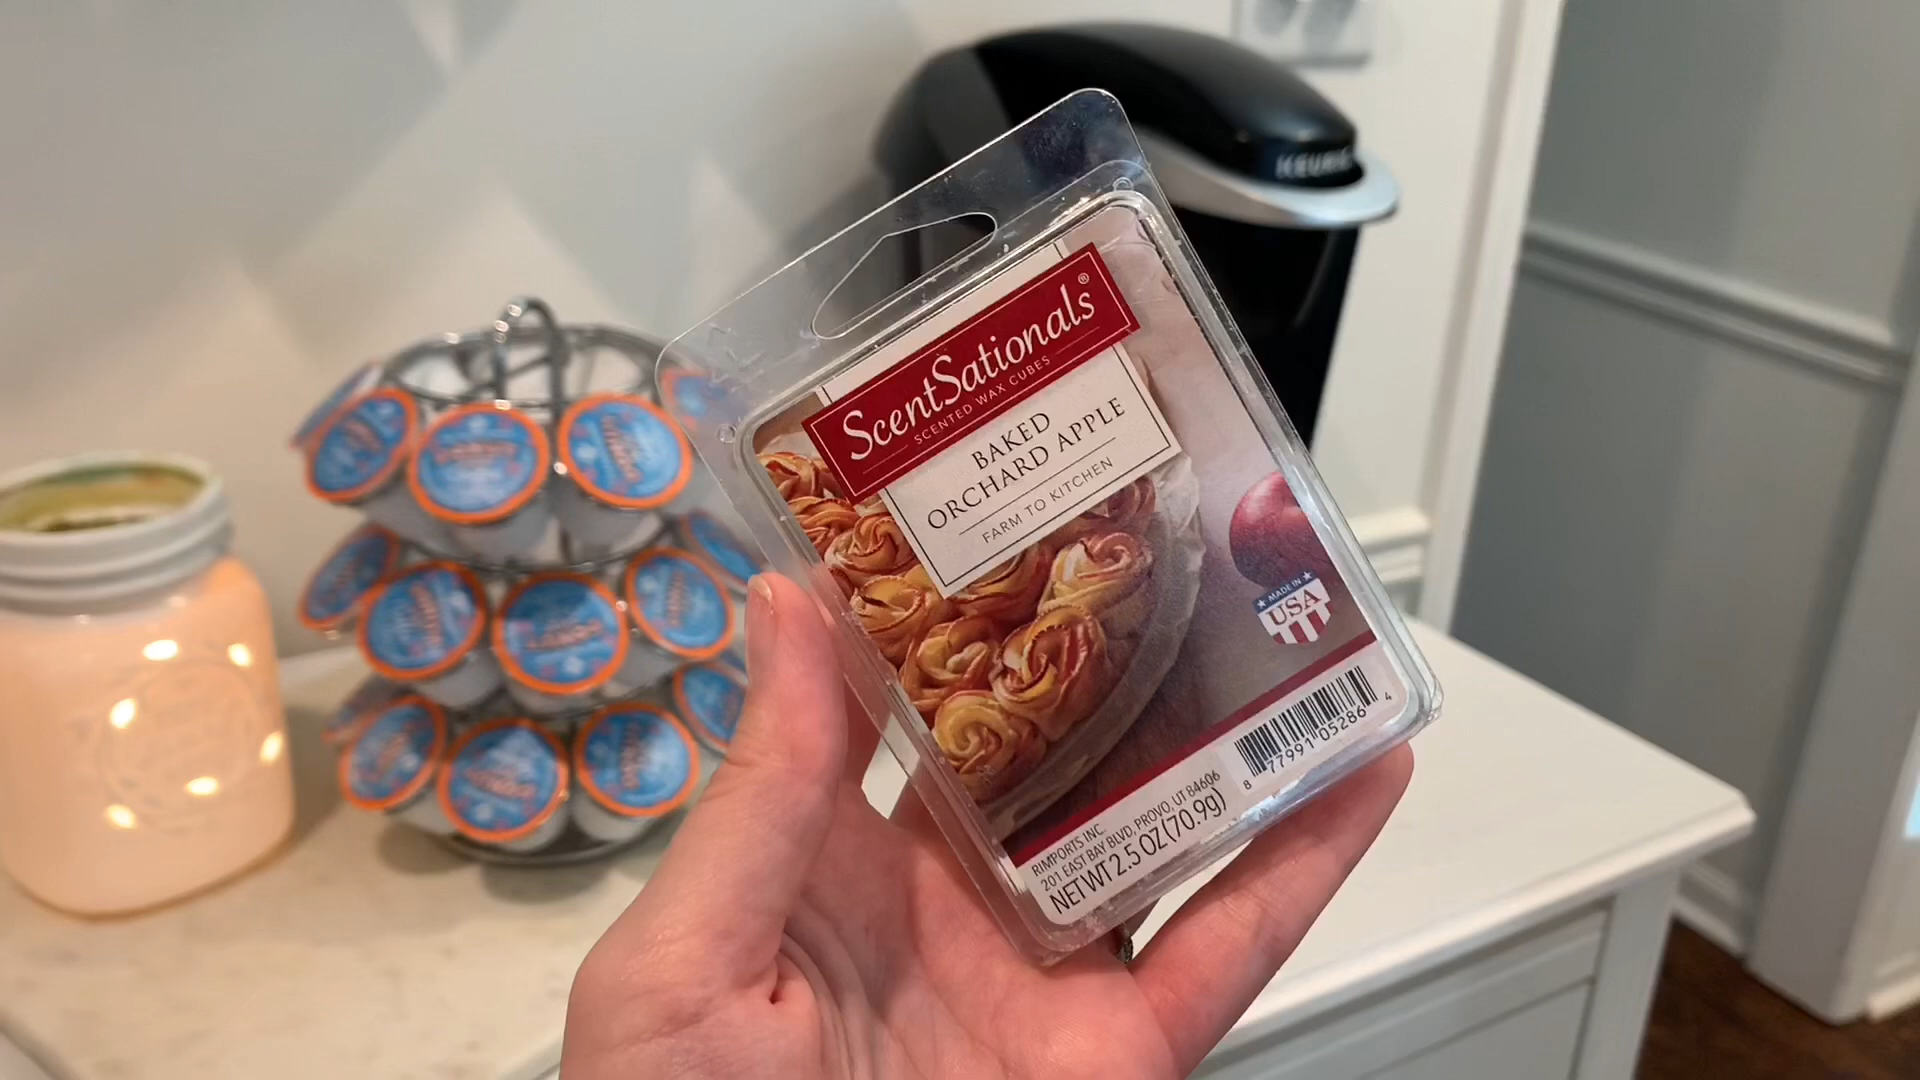 KEURIG
ScentSationals®
SCENTED WAX CUBES
BAKED
ORCHARD APPLE
FARM TO KITCHEN
MADE IN
USA
8 77991 05286 4
RIMPORTS INC.
201 EAST BAY BLVD, PROVO, UT 84606
NET WT 2.5 OZ (70.9g)